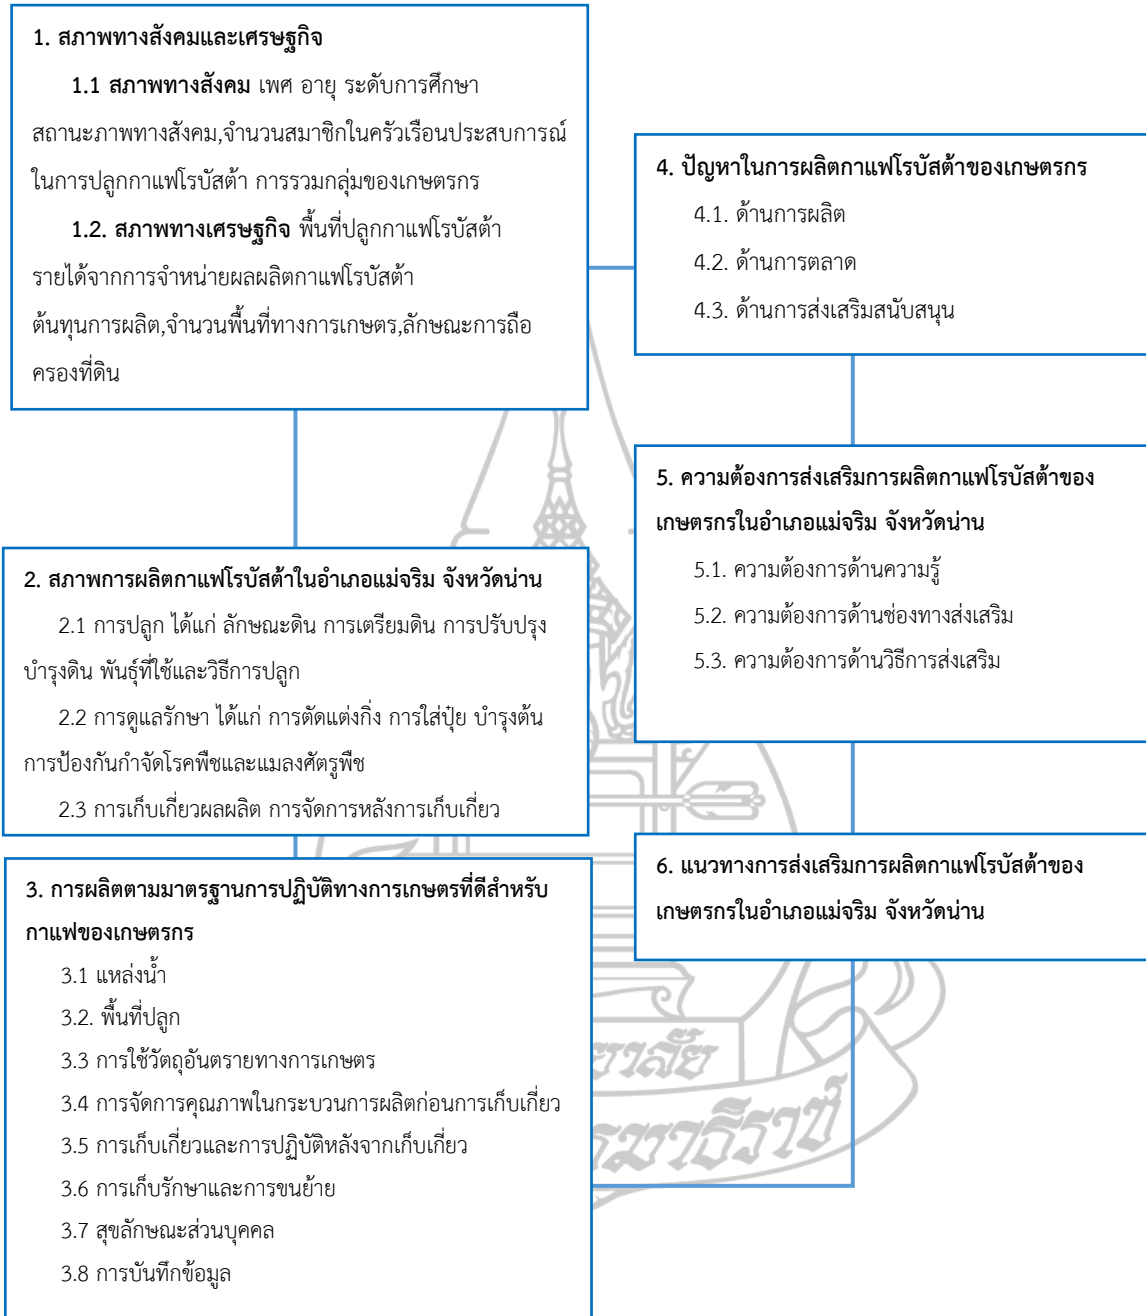 1. สภาพทางสังคมและเศรษฐกิจ
1.1 สภาพทางสังคม เพศ อายุ ระดับการศึกษา
สถานะภาพทางสังคม,จำนวนสมาชิกในครัวเรือนประสบการณ์
ในการปลูกกาแฟโรบัสต้า การรวมกลุ่มของเกษตรกร
1.2. สภาพทางเศรษฐกิจ พื้นที่ปลูกกาแฟโรบัสต้า
รายได้จากการจำหน่ายผลผลิตกาแฟโรบัสต้า
ต้นทุนการผลิต,จำนวนพื้นที่ทางการเกษตร,ลักษณะการถือ
ครองที่ดิน
2. สภาพการผลิตกาแฟโรบัสต้าในอำเภอแม่จริม จังหวัดน่าน
2.1 การปลูก ได้แก่ ลักษณะดิน การเตรียมดิน การปรับปรุง
บำรุงดิน พันธุ์ที่ใช้และวิธีการปลูก
2.2 การดูแลรักษา ได้แก่ การตัดแต่งกิ่ง การใส่ปุ๋ย บำรุงต้น
การป้องกันกำจัดโรคพืชและแมลงศัตรูพืช
2.3 การเก็บเกี่ยวผลผลิต การจัดการหลังการเก็บเกี่ยว
3. การผลิตตามมาตรฐานการปฏิบัติทางการเกษตรที่ดีสำหรับ
กาแฟของเกษตรกร
3.1 แหล่งน้ำ
3.2. พื้นที่ปลูก
3.3 การใช้วัตถุอันตรายทางการเกษตร
3.4 การจัดการคุณภาพในกระบวนการผลิตก่อนการเก็บเกี่ยว
3.5 การเก็บเกี่ยวและการปฏิบัติหลังจากเก็บเกี่ยว
3.6 การเก็บรักษาและการขนย้าย
3.7 สุขลักษณะส่วนบุคคล
3.8 การบันทึกข้อมูล
4. ปัญหาในการผลิตกาแฟโรบัสต้าของเกษตรกร
4.1. ด้านการผลิต
4.2. ด้านการตลาด
4.3. ด้านการส่งเสริมสนับสนุน
5. ความต้องการส่งเสริมการผลิตกาแฟโรบัสต้าของ
เกษตรกรในอำเภอแม่จริม จังหวัดน่าน
5.1. ความต้องการด้านความรู้
5.2. ความต้องการด้านช่องทางส่งเสริม
5.3. ความต้องการด้านวิธีการส่งเสริม
6. แนวทางการส่งเสริมการผลิตกาแฟโรบัสต้าของ
เกษตรกรในอำเภอแม่จริม จังหวัดน่าน